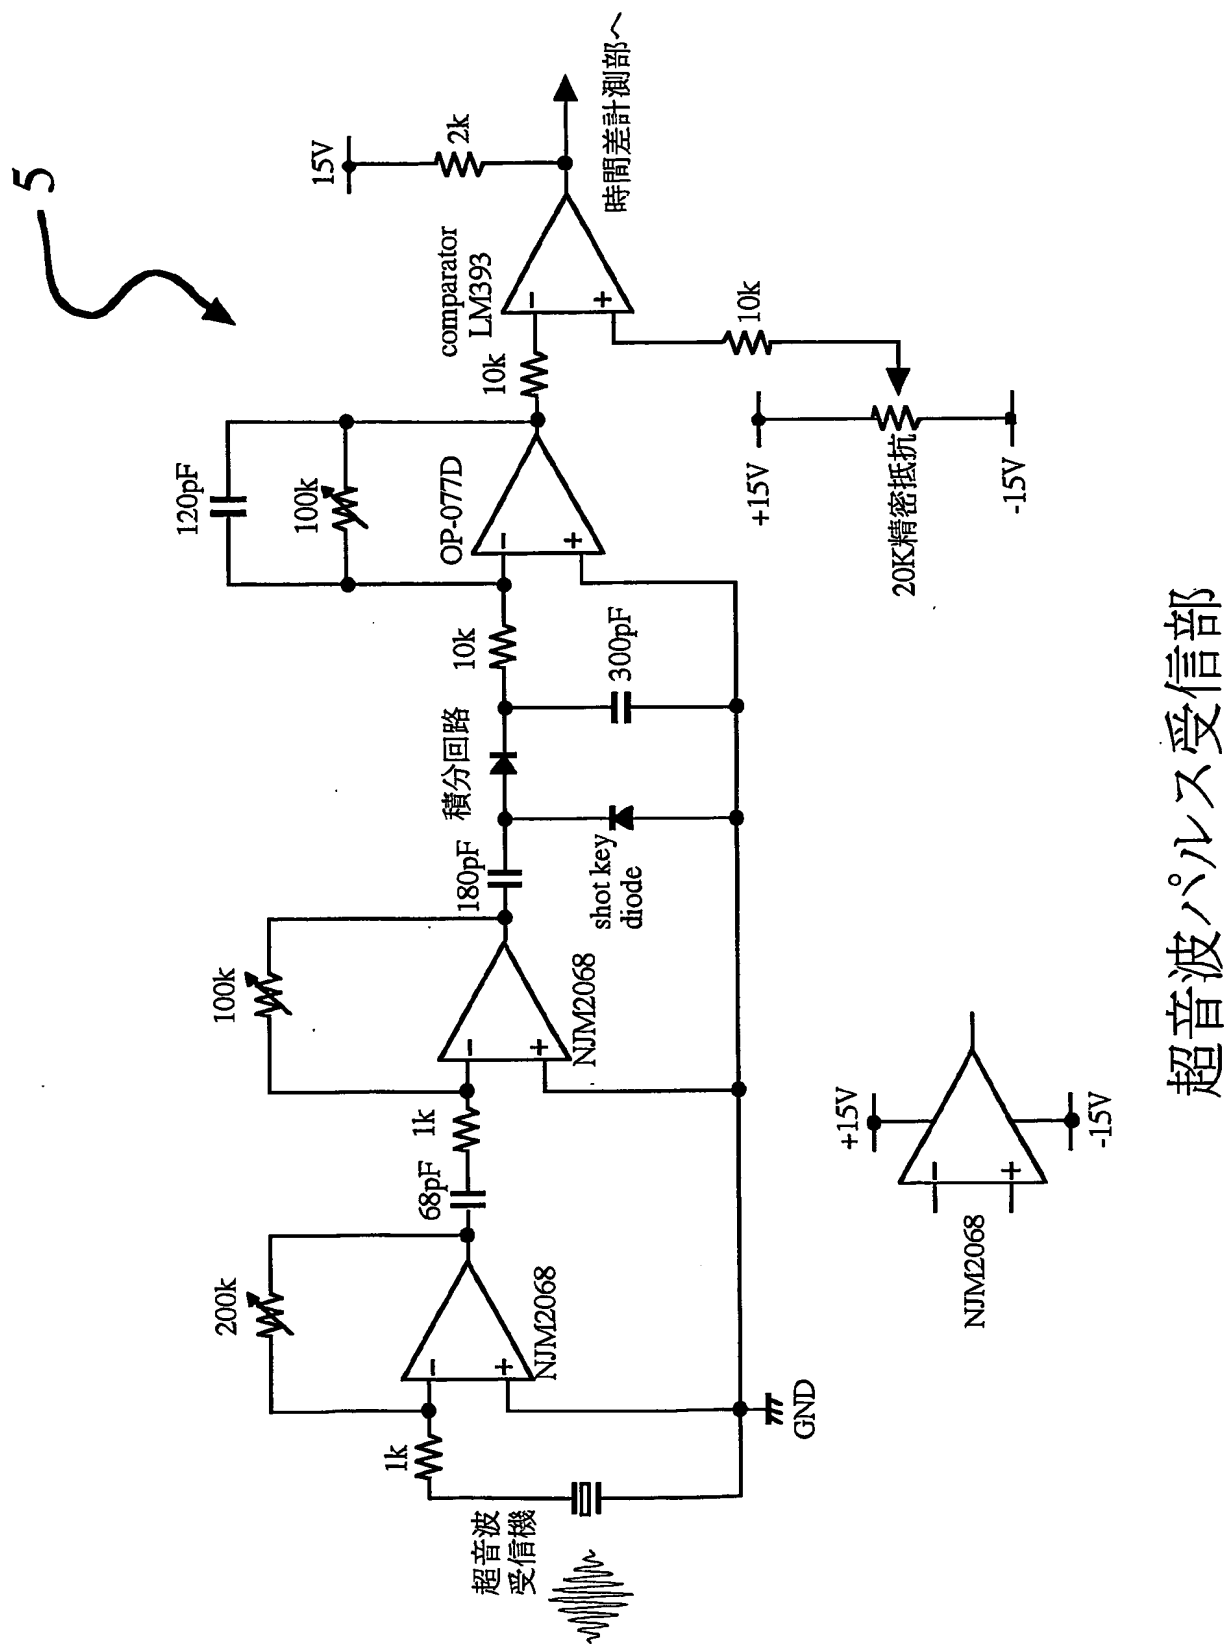 5
15V
2k
時間差計測部へ
comparator
LM393
10k
10k
+15V
20K精密抵抗
-15V
120pF
100k
OP-077D
10k
300pF
積分回路
180pF
shot key
diode
100k
NJM2068
1k
68pF
200k
NJM2068
1k
超音波
受信機
GND
+15V
-15V
NJM2068
超音波パルス受信部